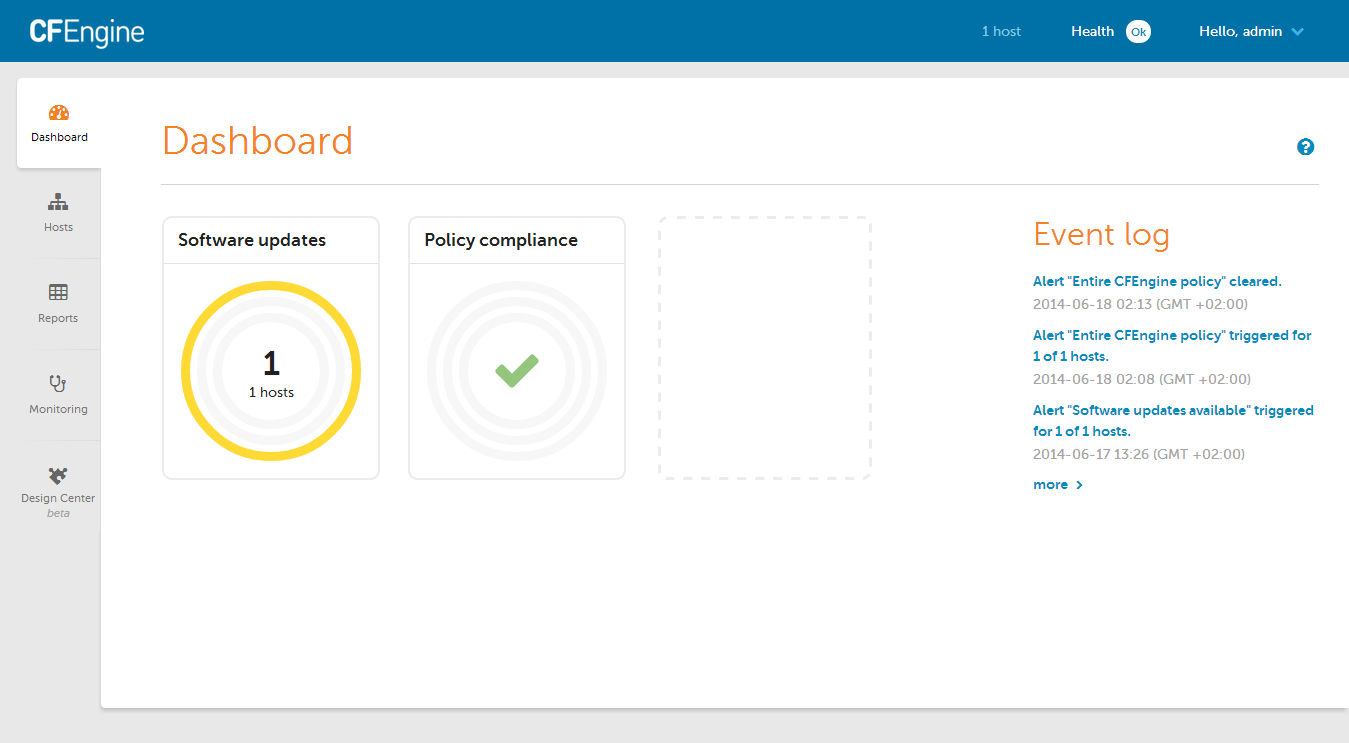 CFEngine
1 host
Health
Ok
Hello, admin
Dashboard
Hosts
Reports
Monitoring
Design Center
beta
Dashboard
?
Software updates
1
1 hosts
Policy compliance
Event log
Alert "Entire CFEngine policy" cleared.
2014-06-18 02:13 (GMT +02:00)
Alert "Entire CFEngine policy" triggered for
1 of 1 hosts.
2014-06-18 02:08 (GMT +02:00)
Alert "Software updates available" triggered
for 1 of 1 hosts.
2014-06-17 13:26 (GMT +02:00)
more